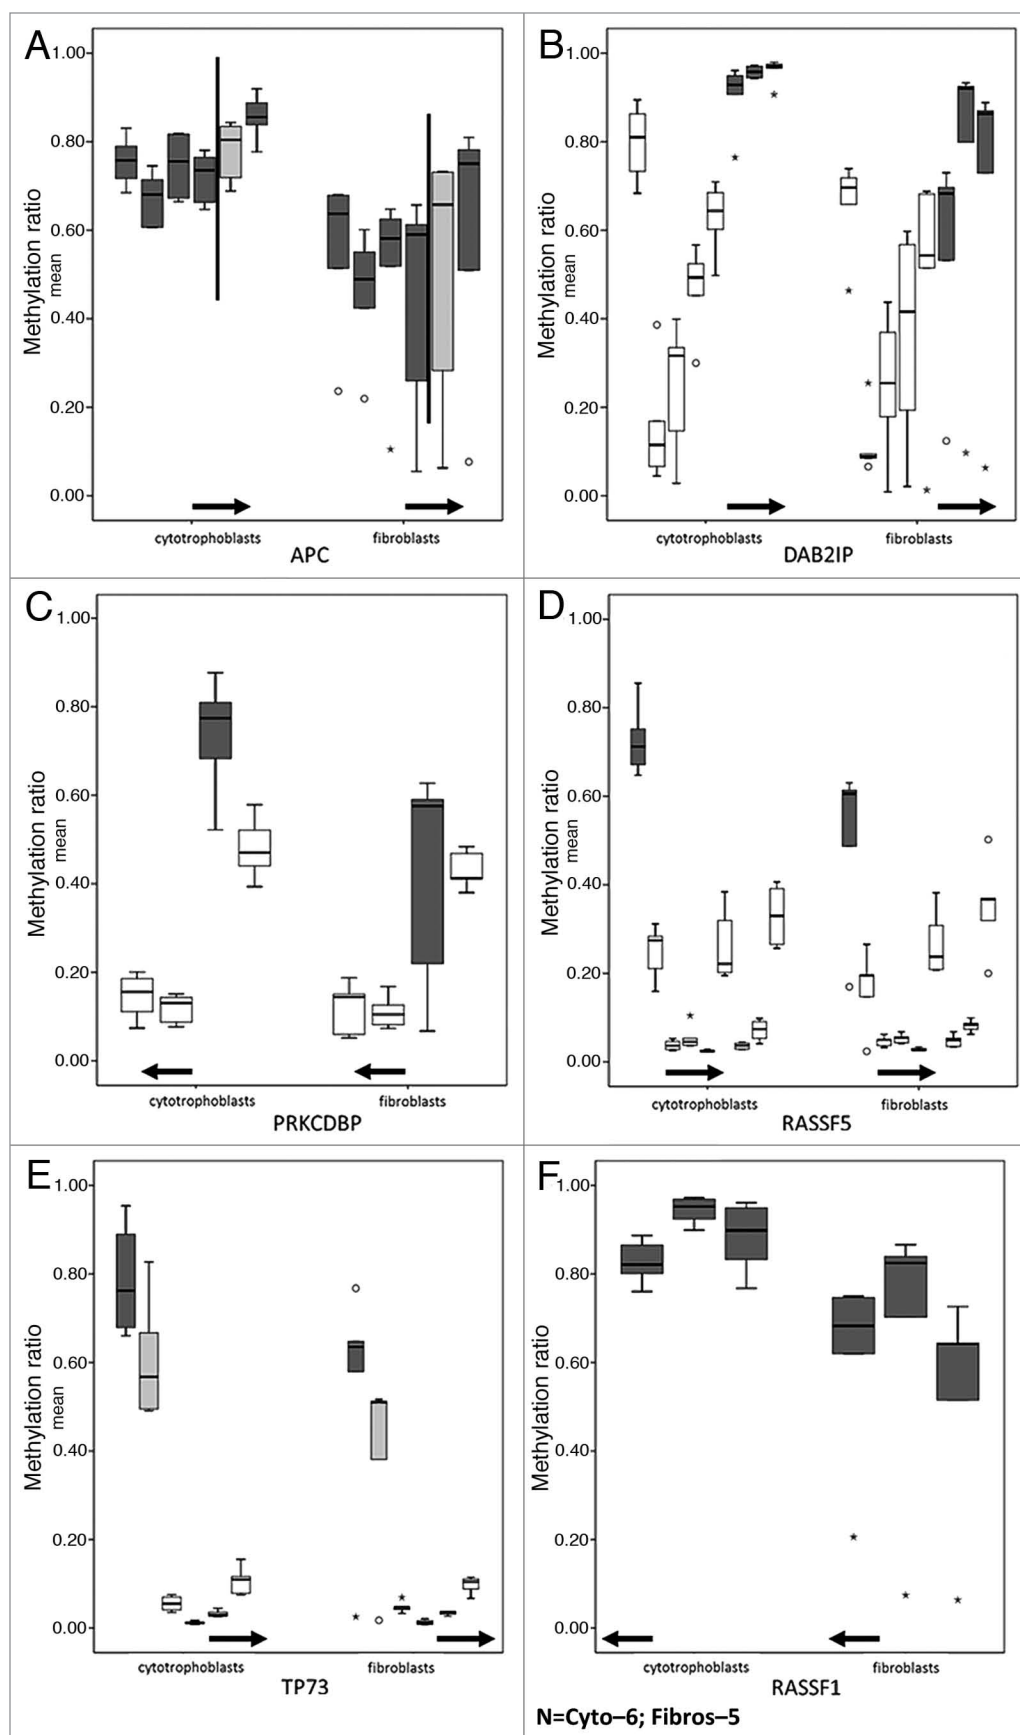 A
1.00
0.80
0.60
0.40
0.20
0.00
Methylation ratio mean
cytotrophoblasts
fibroblasts
APC
B
1.00
0.80
0.60
0.40
0.20
0.00
Methylation ratio mean
cytotrophoblasts
fibroblasts
DAB2IP
C
1.00
0.80
0.60
0.40
0.20
0.00
Methylation ratio mean
cytotrophoblasts
fibroblasts
PRKCDBP
D
1.00
0.80
0.60
0.40
0.20
0.00
Methylation ratio mean
cytotrophoblasts
fibroblasts
RASSF5
E
1.00
0.80
0.60
0.40
0.20
0.00
Methylation ratio mean
cytotrophoblasts
fibroblasts
TP73
F
1.00
0.80
0.60
0.40
0.20
0.00
Methylation ratio mean
cytotrophoblasts
fibroblasts
RASSF1
N=Cyto–6; Fibros–5